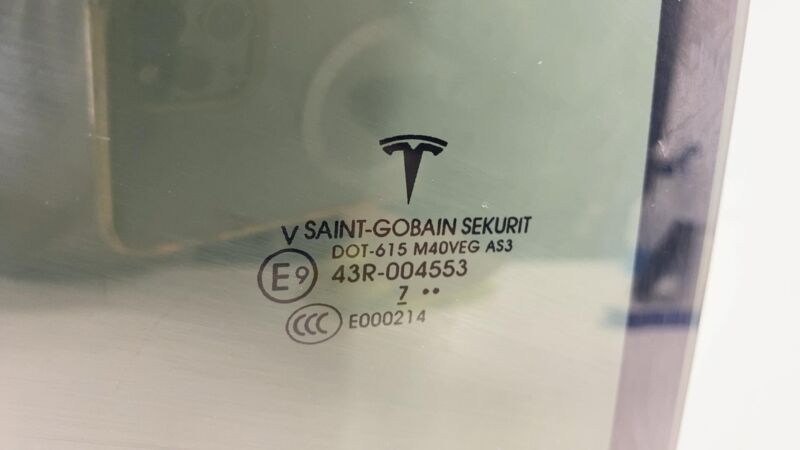 V SAINT-GOBAIN SEKURIT
DOT-615 M40VEG AS3
E9 43R-004553
7 ••
CCC E000214